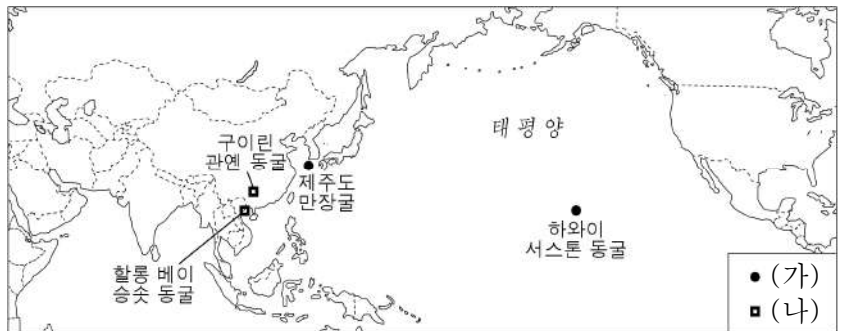 태평양
구이린
관옌 동굴
제주도
만장굴
하와이
서스톤 동굴
할롱 베이
승솟 동굴
(가)
(나)